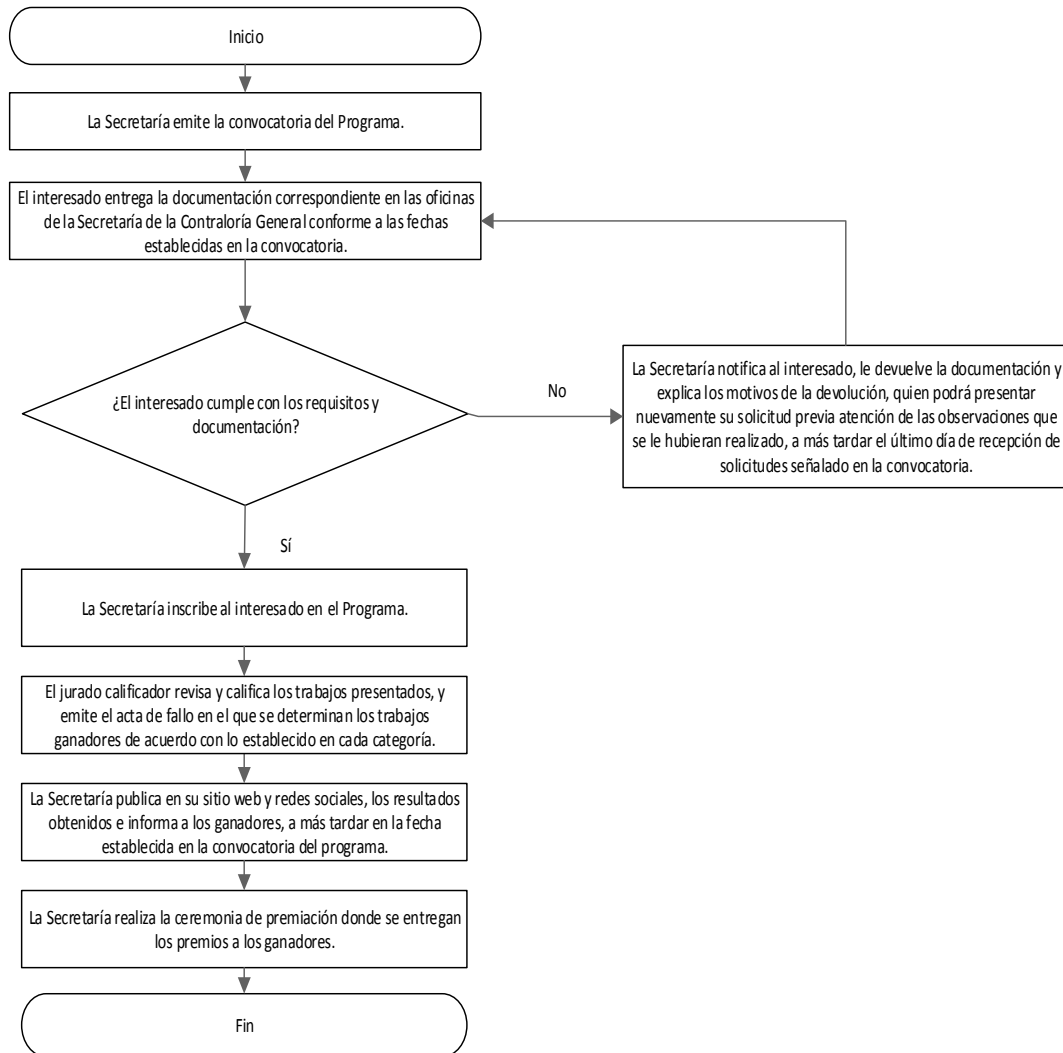 Inicio
La Secretaría emite la convocatoria del Programa.
El interesado entrega la documentación correspondiente en las oficinas
de la Secretaría de la Contraloría General conforme a las fechas
establecidas en la convocatoria.
¿El interesado cumple con los requisitos y
documentación?
No
La Secretaría notifica al interesado, le devuelve la documentación y
explica los motivos de la devolución, quien podrá presentar
nuevamente su solicitud previa atención de las observaciones que
se le hubieran realizado, a más tardar el último día de recepción de
solicitudes señalado en la convocatoria.
Sí
La Secretaría inscribe al interesado en el Programa.
El jurado calificador revisa y califica los trabajos presentados, y
emite el acta de fallo en el que se determinan los trabajos
ganadores de acuerdo con lo establecido en cada categoría.
La Secretaría publica en su sitio web y redes sociales, los resultados
obtenidos e informa a los ganadores, a más tardar en la fecha
establecida en la convocatoria del programa.
La Secretaría realiza la ceremonia de premiación donde se entregan
los premios a los ganadores.
Fin